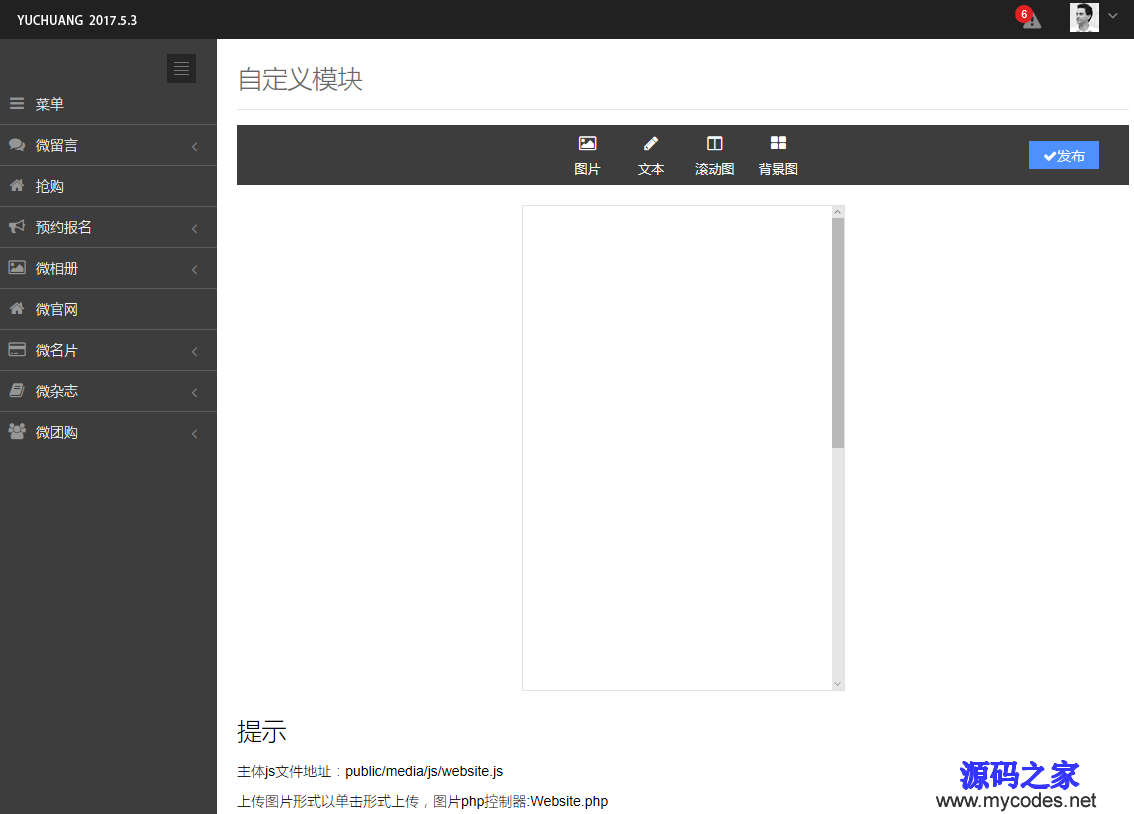 YUCHUANG 2017.5.3
6
菜单
微留言
抢购
预约报名
微相册
微官网
微名片
微杂志
微团购
自定义模块
图片 文本 滚动图 背景图
发布
提示
主体js文件地址：public/media/js/website.js
上传图片形式以单击形式上传，图片php控制器:Website.php
源码之家
www.mycodes.net